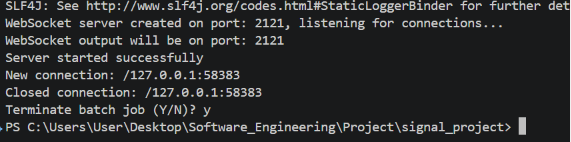 SLF4J: See http://www.slf4j.org/codes.html#StaticLoggerBinder for further det
WebSocket server created on port: 2121, listening for connections...
WebSocket output will be on port: 2121
Server started successfully
New connection: /127.0.0.1:58383
Closed connection: /127.0.0.1:58383
Terminate batch job (Y/N)? y
PS C:\Users\User\Desktop\Software_Engineering\Project\signal_project>